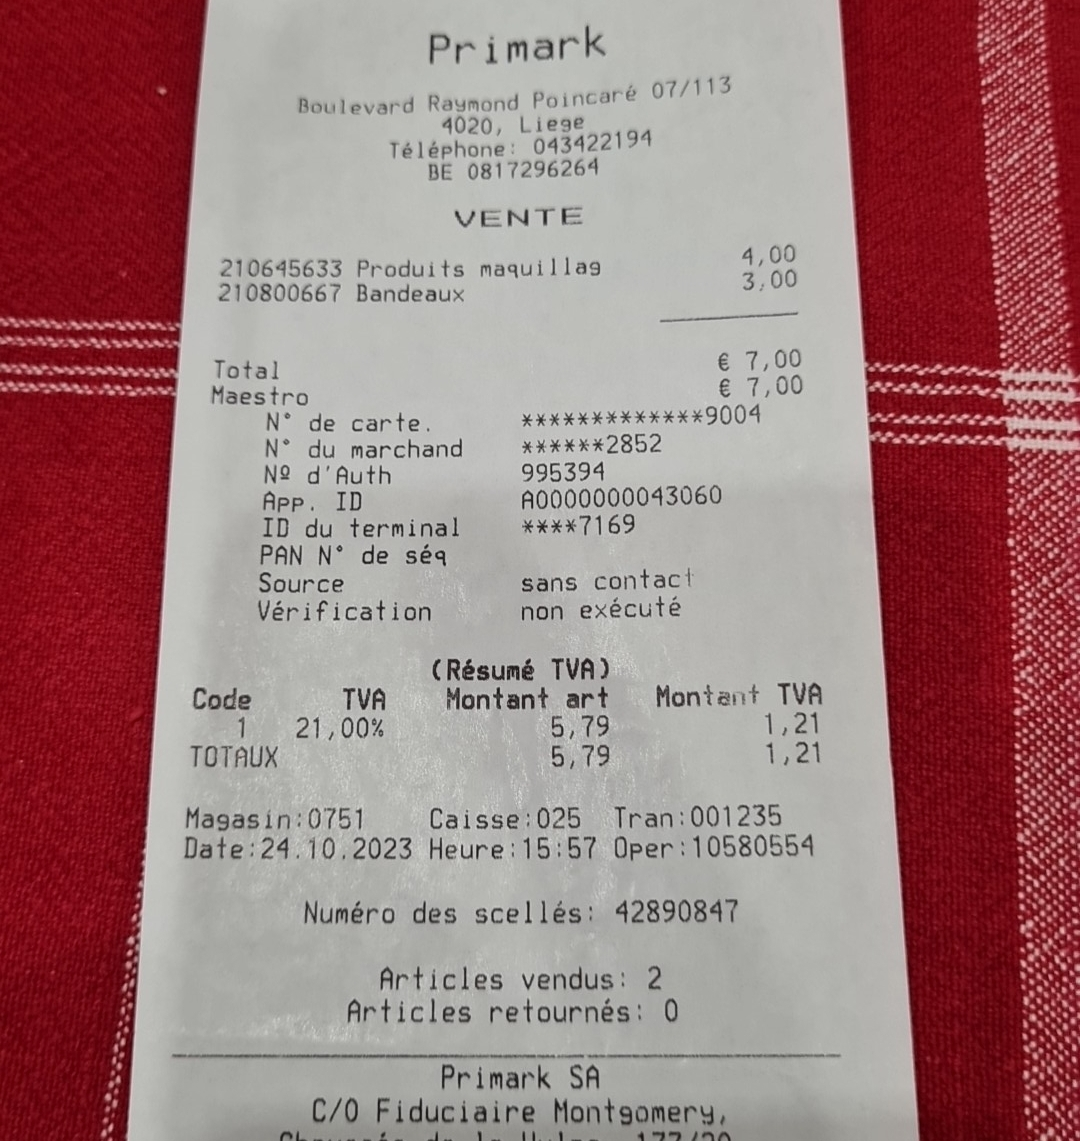 Primark
Boulevard Raymond Poincaré 07/113
4020, Liege
Téléphone: 043422194
BE 0817296264
VENTE
210645633 Produits maquillag 4,00
210800667 Bandeaux 3,00
Total € 7,00
Maestro € 7,00
N° de carte. *************9004
N° du marchand ******2852
Nº d'Auth 995394
App. ID A0000000043060
ID du terminal ****7169
PAN N° de séq
Source sans contact
Vérification non exécuté
(Résumé TVA)
Code TVA Montant art Montant TVA
1 21,00% 5,79 1,21
TOTAUX 5,79 1,21
Magasin:0751 Caisse:025 Tran:001235
Date:24.10.2023 Heure:15:57 Oper:10580554
Numéro des scellés: 42890847
Articles vendus: 2
Articles retournés: 0
Primark SA
C/O Fiduciaire Montgomery,